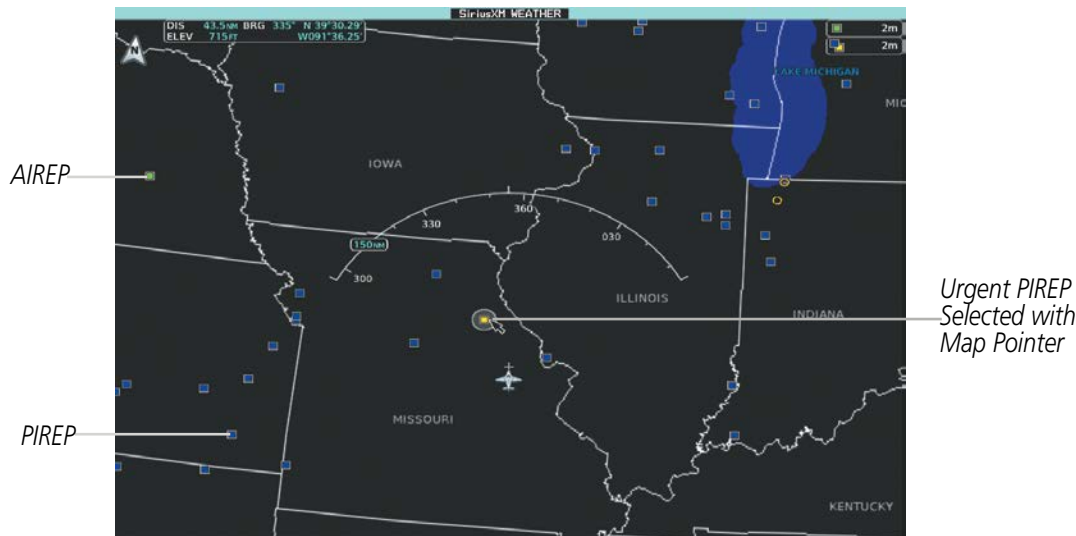 SiriusXM WEATHER
DIS 43.5NM BRG 335° N 39°30.29'
ELEV 715FT W091°36.25'
2m
2m
N
LAKE MICHIGAN
MIC
AIREP
IOWA
360
330
030
150NM
300
ILLINOIS
INDIANA
Urgent PIREP
Selected with
Map Pointer
MISSOURI
PIREP
KENTUCKY